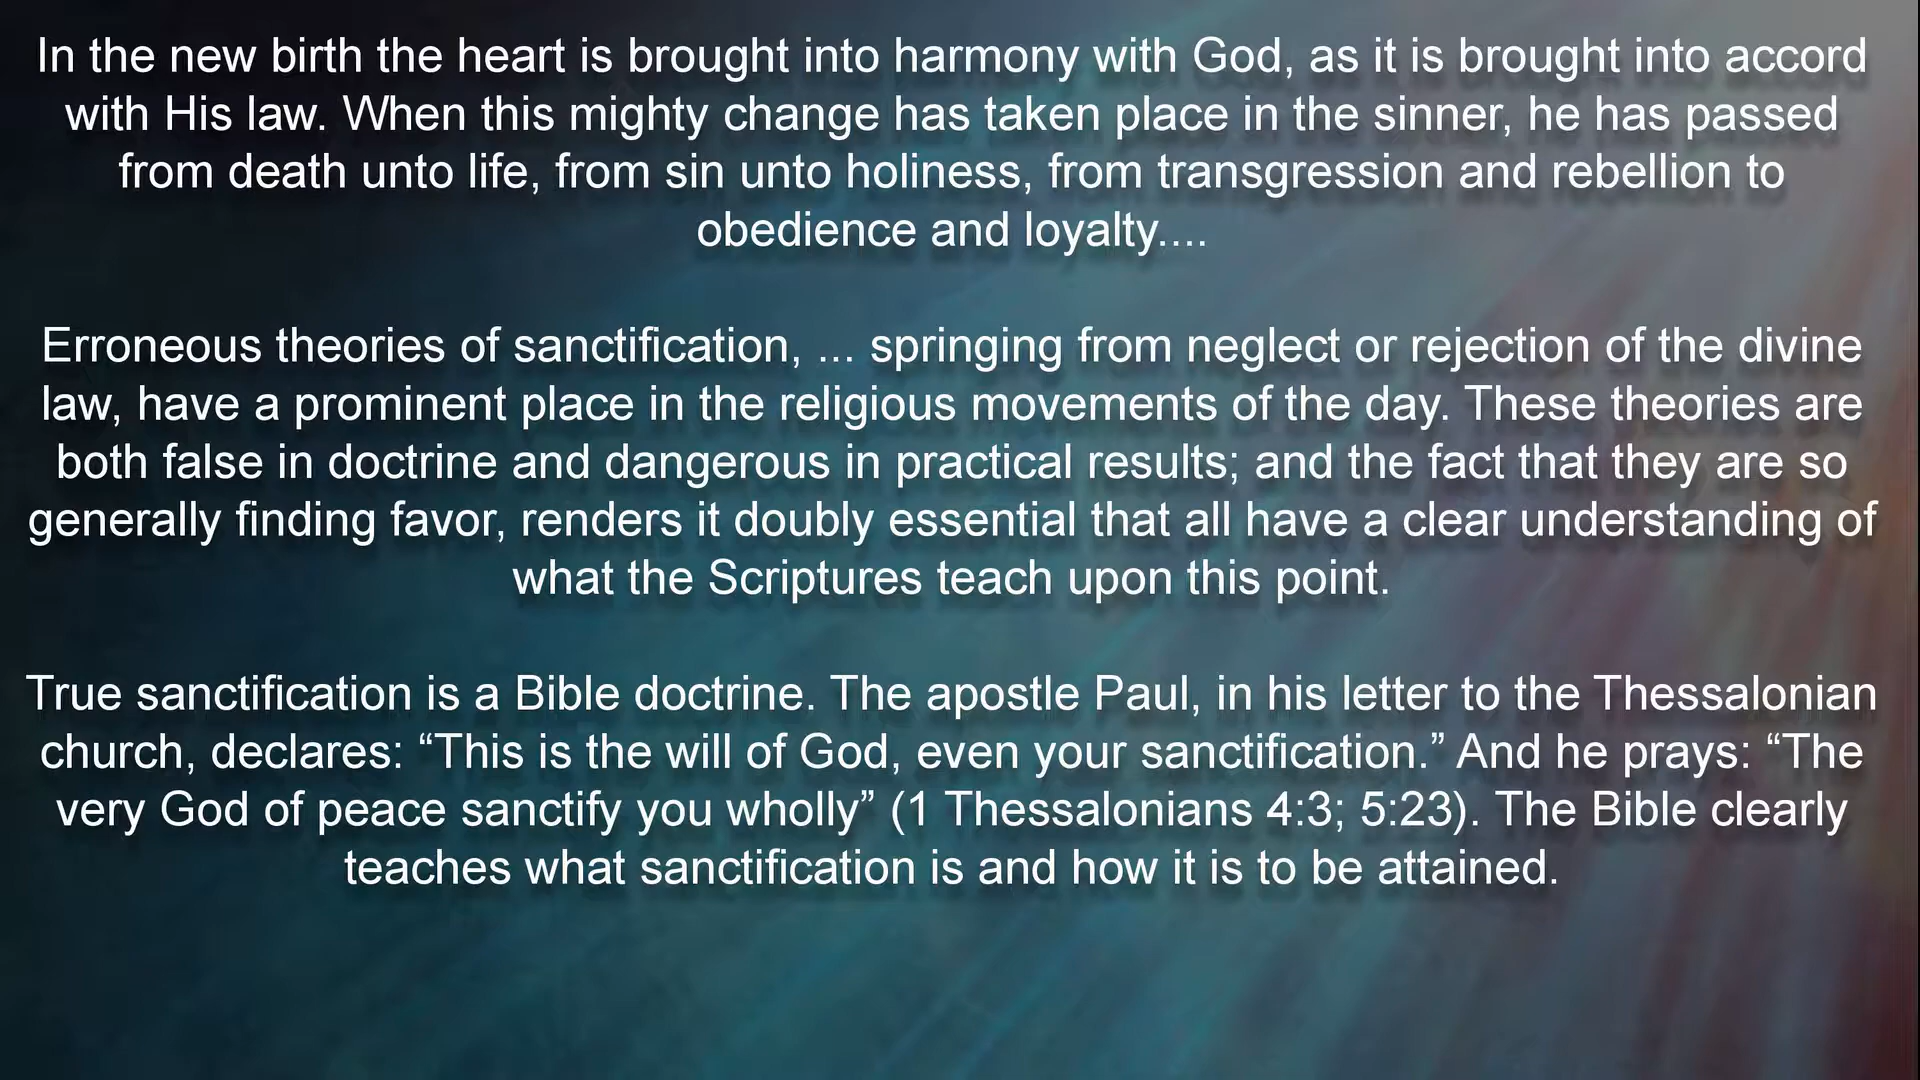 In the new birth the heart is brought into harmony with God, as it is brought into accord
with His law. When this mighty change has taken place in the sinner, he has passed
from death unto life, from sin unto holiness, from transgression and rebellion to
obedience and loyalty....
Erroneous theories of sanctification, ... springing from neglect or rejection of the divine
law, have a prominent place in the religious movements of the day. These theories are
both false in doctrine and dangerous in practical results; and the fact that they are so
generally finding favor, renders it doubly essential that all have a clear understanding of
what the Scriptures teach upon this point.
True sanctification is a Bible doctrine. The apostle Paul, in his letter to the Thessalonian
church, declares: “This is the will of God, even your sanctification.” And he prays: “The
very God of peace sanctify you wholly” (1 Thessalonians 4:3; 5:23). The Bible clearly
teaches what sanctification is and how it is to be attained.